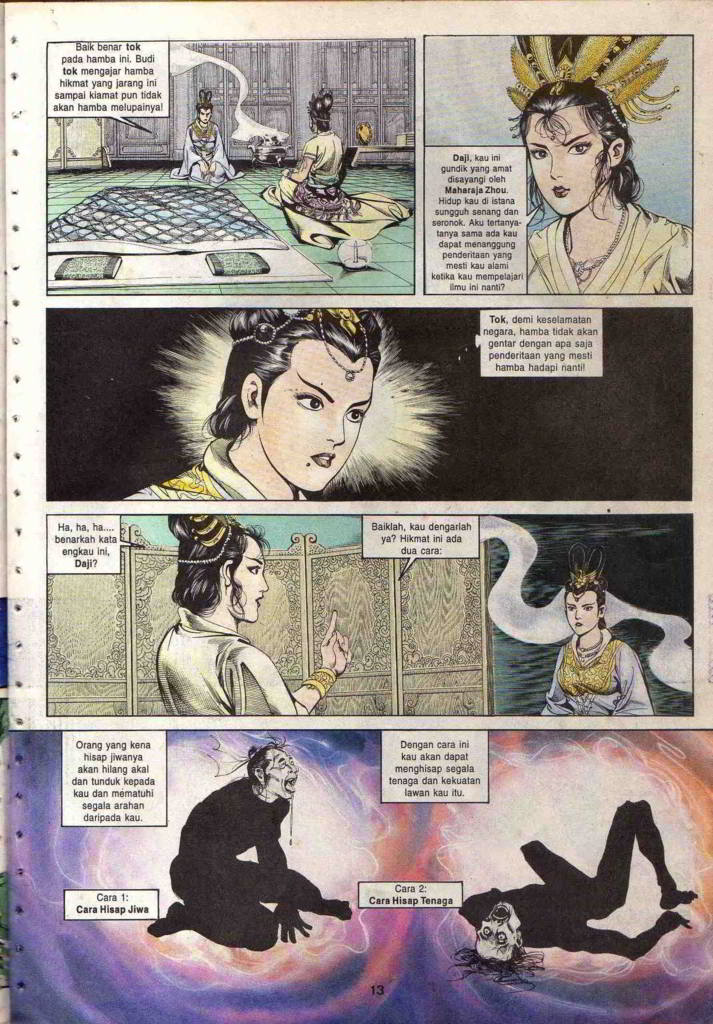 Baik benar tok
pada hamba ini. Budi
tok mengajar hamba
hikmat yang jarang ini
sampai kiamat pun tidak
akan hamba melupainya!
Daji, kau ini
gundik yang amat
disayangi oleh
Maharaja Zhou.
Hidup kau di istana
sungguh senang dan
seronok. Aku tertanya-
tanya sama ada kau
dapat menanggung
penderitaan yang
mesti kau alami
ketika kau mempelajari
ilmu ini nanti?
Tok, demi keselamatan
negara, hamba tidak akan
gentar dengan apa saja
penderitaan yang mesti
hamba hadapi nanti!
Ha, ha, ha....
benarkah kata
engkau ini,
Daji?
Baiklah, kau dengarlah
ya? Hikmat ini ada
dua cara:
Orang yang kena
hisap jiwanya
akan hilang akal
dan tunduk kepada
kau dan mematuhi
segala arahan
daripada kau.
Cara 1:
Cara Hisap Jiwa
Dengan cara ini
kau akan dapat
menghisap segala
tenaga dan kekuatan
lawan kau itu.
Cara 2:
Cara Hisap Tenaga
13